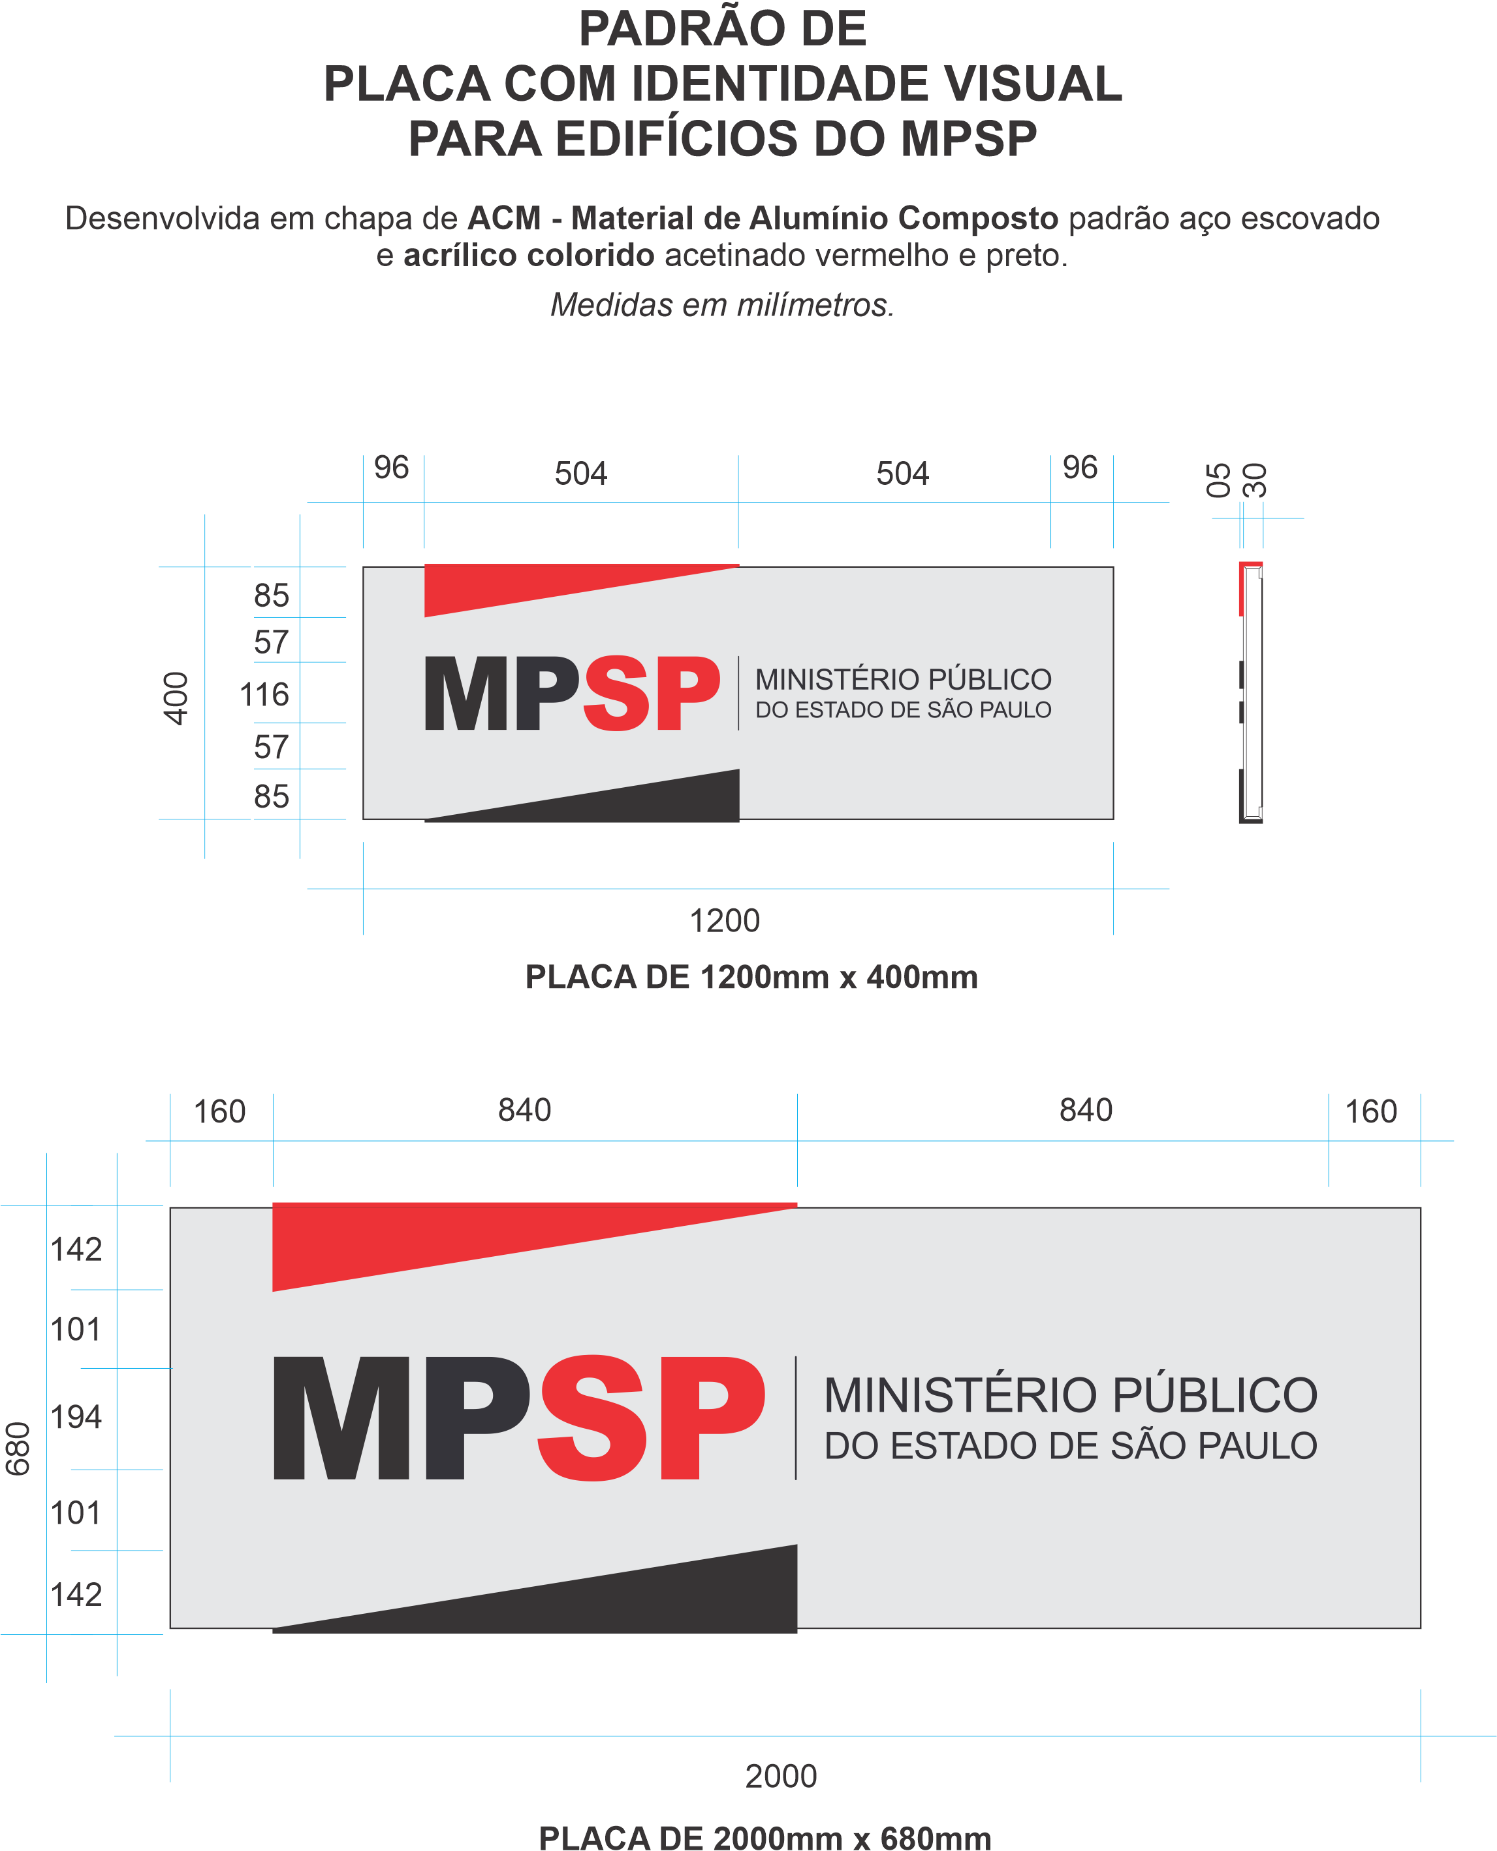 PADRÃO DE
PLACA COM IDENTIDADE VISUAL
PARA EDIFÍCIOS DO MPSP
Desenvolvida em chapa de ACM - Material de Alumínio Composto padrão aço escovado
e acrílico colorido acetinado vermelho e preto.
Medidas em milímetros.
96 504 504 96
05 30
85
57
116
57
85
400
MPSP
MINISTÉRIO PÚBLICO
DO ESTADO DE SÃO PAULO
1200
PLACA DE 1200mm x 400mm
160 840 840 160
142
101
194
101
142
680
MPSP
MINISTÉRIO PÚBLICO
DO ESTADO DE SÃO PAULO
2000
PLACA DE 2000mm x 680mm